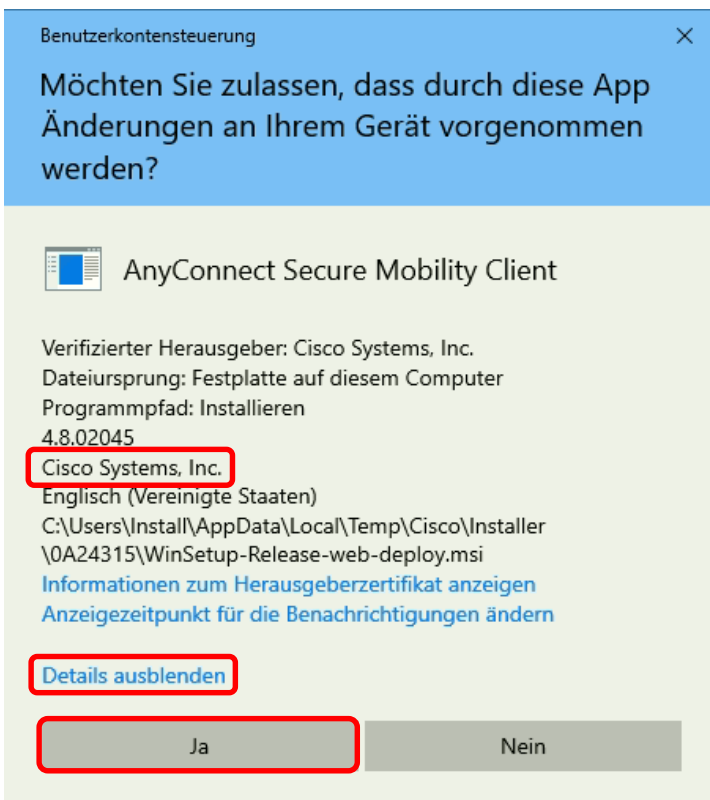 Benutzerkontensteuerung
Möchten Sie zulassen, dass durch diese App
Änderungen an Ihrem Gerät vorgenommen
werden?
AnyConnect Secure Mobility Client
Verifizierter Herausgeber: Cisco Systems, Inc.
Dateiursprung: Festplatte auf diesem Computer
Programmpfad: Installieren
4.8.02045
Cisco Systems, Inc.
Englisch (Vereinigte Staaten)
C:\Users\Install\AppData\Local\Temp\Cisco\Installer
\0A24315\WinSetup-Release-web-deploy.msi
Informationen zum Herausgeberzertifikat anzeigen
Anzeigezeitpunkt für die Benachrichtigungen ändern
Details ausblenden
Ja Nein